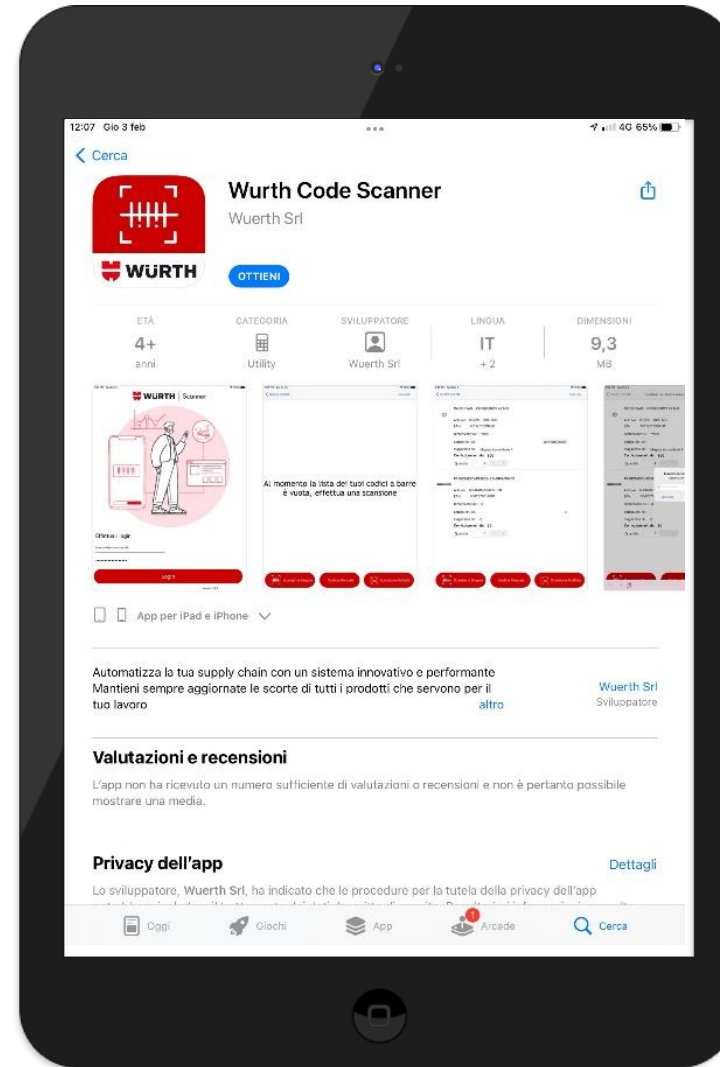 12:07 Gio 3 feb
4G 65%
Cerca
Wurth Code Scanner
Wuerth Srl
WÜRTH
OTTIENI
ETÀ
CATEGORIA
SVILUPPATORE
LINGUA
DIMENSIONI
4+
IT
9,3
anni
Utility
Wuerth Srl
+ 2
MB
WÜRTH Scanner
Effettua il login
Login
Al momento la lista dei tuoi codici a barre
è vuota, effettua una scansione
App per iPad e iPhone
Automatizza la tua supply chain con un sistema innovativo e performante
Mantieni sempre aggiornate le scorte di tutti i prodotti che servono per il
tuo lavoro
altro
Wuerth Srl
Sviluppatore
Valutazioni e recensioni
L'app non ha ricevuto un numero sufficiente di valutazioni o recensioni e non è pertanto possibile
mostrare una media.
Privacy dell'app
Dettagli
Lo sviluppatore, Wuerth Srl, ha indicato che le procedure per la tutela della privacy dell'app
Oggi
Giochi
App
Arcade
1
Cerca